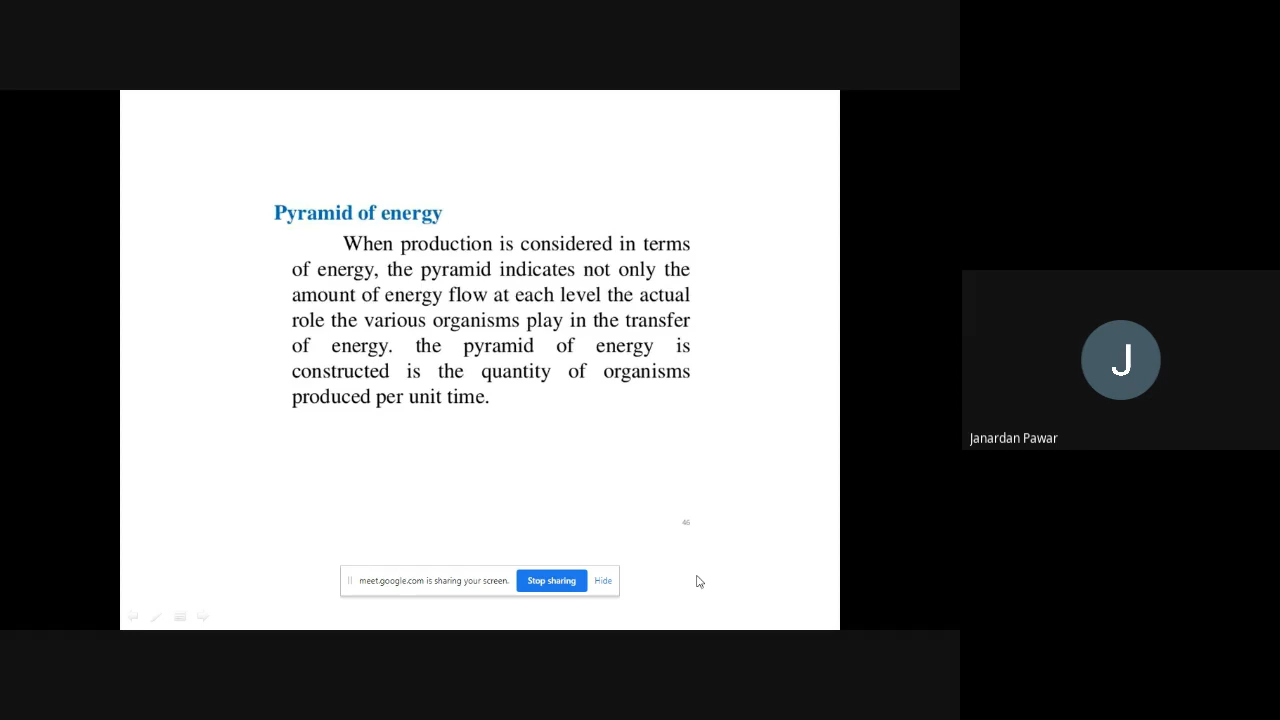 Pyramid of energy
When production is considered in terms
of energy, the pyramid indicates not only the
amount of energy flow at each level the actual
role the various organisms play in the transfer
of energy. the pyramid of energy is
constructed is the quantity of organisms
produced per unit time.
46
meet.google.com is sharing your screen. Stop sharing Hide
J
Janardan Pawar